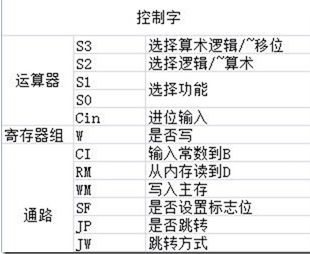 控制字
运算器 S3 选择算术逻辑/~移位
S2 选择逻辑/~算术
S1 选择功能
S0
Cin 进位输入
寄存器组 W 是否写
通路 CI 输入常数到B
RM 从内存读到D
WM 写入主存
SF 是否设置标志位
JP 是否跳转
JW 跳转方式